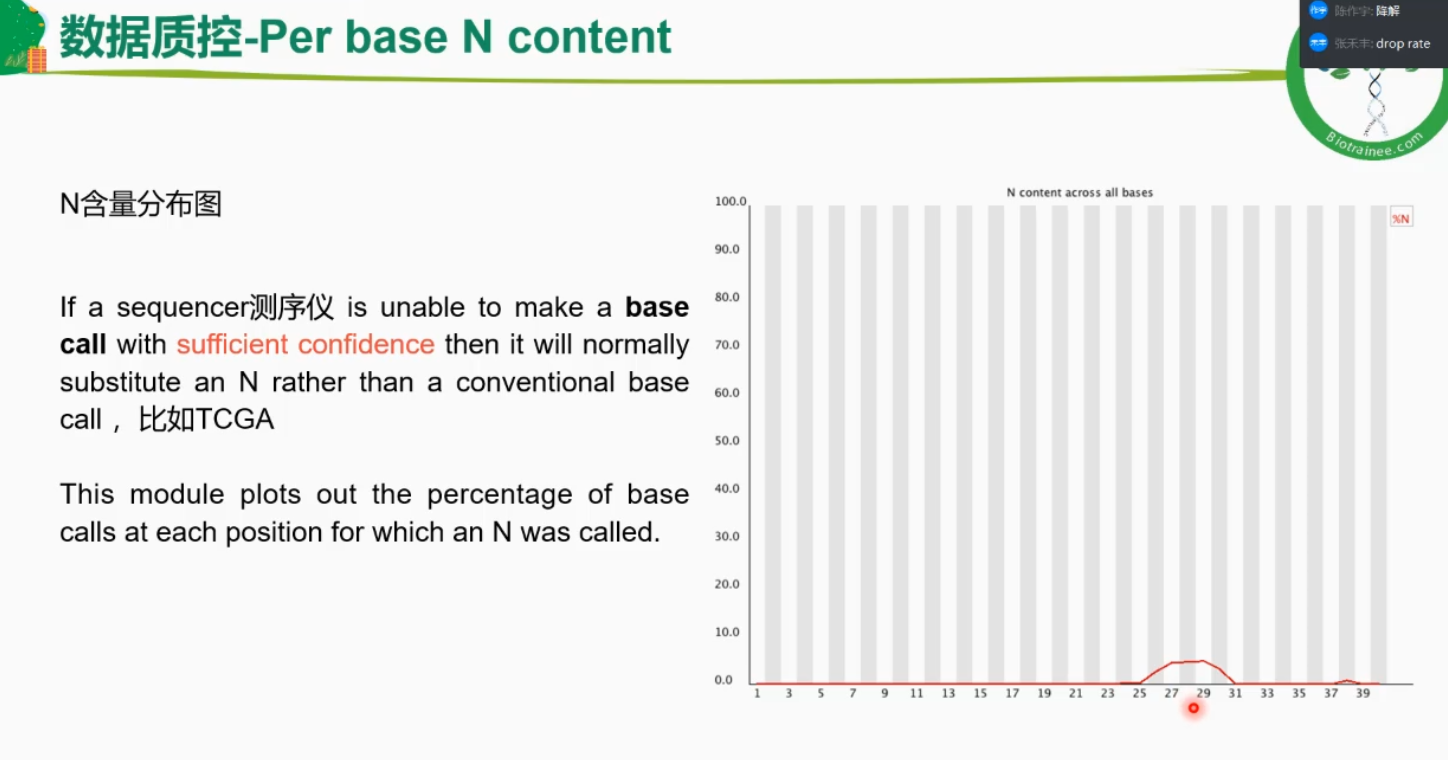 数据质控-Per base N content
作宇 陈作宇: 降解
禾丰 张禾丰: drop rate
Biotrainee.com
N含量分布图
If a sequencer测序仪 is unable to make a base
call with sufficient confidence then it will normally
substitute an N rather than a conventional base
call ，比如TCGA
This module plots out the percentage of base
calls at each position for which an N was called.
N content across all bases
%N
100.0
90.0
80.0
70.0
60.0
50.0
40.0
30.0
20.0
10.0
0.0
1 3 5 7 9 11 13 15 17 19 21 23 25 27 29 31 33 35 37 39